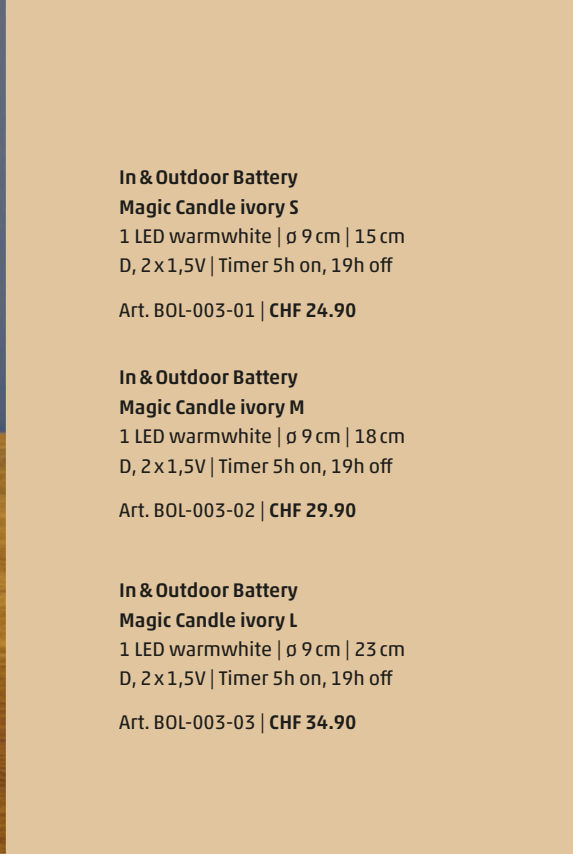 In & Outdoor Battery
Magic Candle ivory S
1 LED warmwhite | ø 9 cm | 15 cm
D, 2 x 1,5V | Timer 5h on, 19h off
Art. BOL-003-01 | CHF 24.90
In & Outdoor Battery
Magic Candle ivory M
1 LED warmwhite | ø 9 cm | 18 cm
D, 2 x 1,5V | Timer 5h on, 19h off
Art. BOL-003-02 | CHF 29.90
In & Outdoor Battery
Magic Candle ivory L
1 LED warmwhite | ø 9 cm | 23 cm
D, 2 x 1,5V | Timer 5h on, 19h off
Art. BOL-003-03 | CHF 34.90